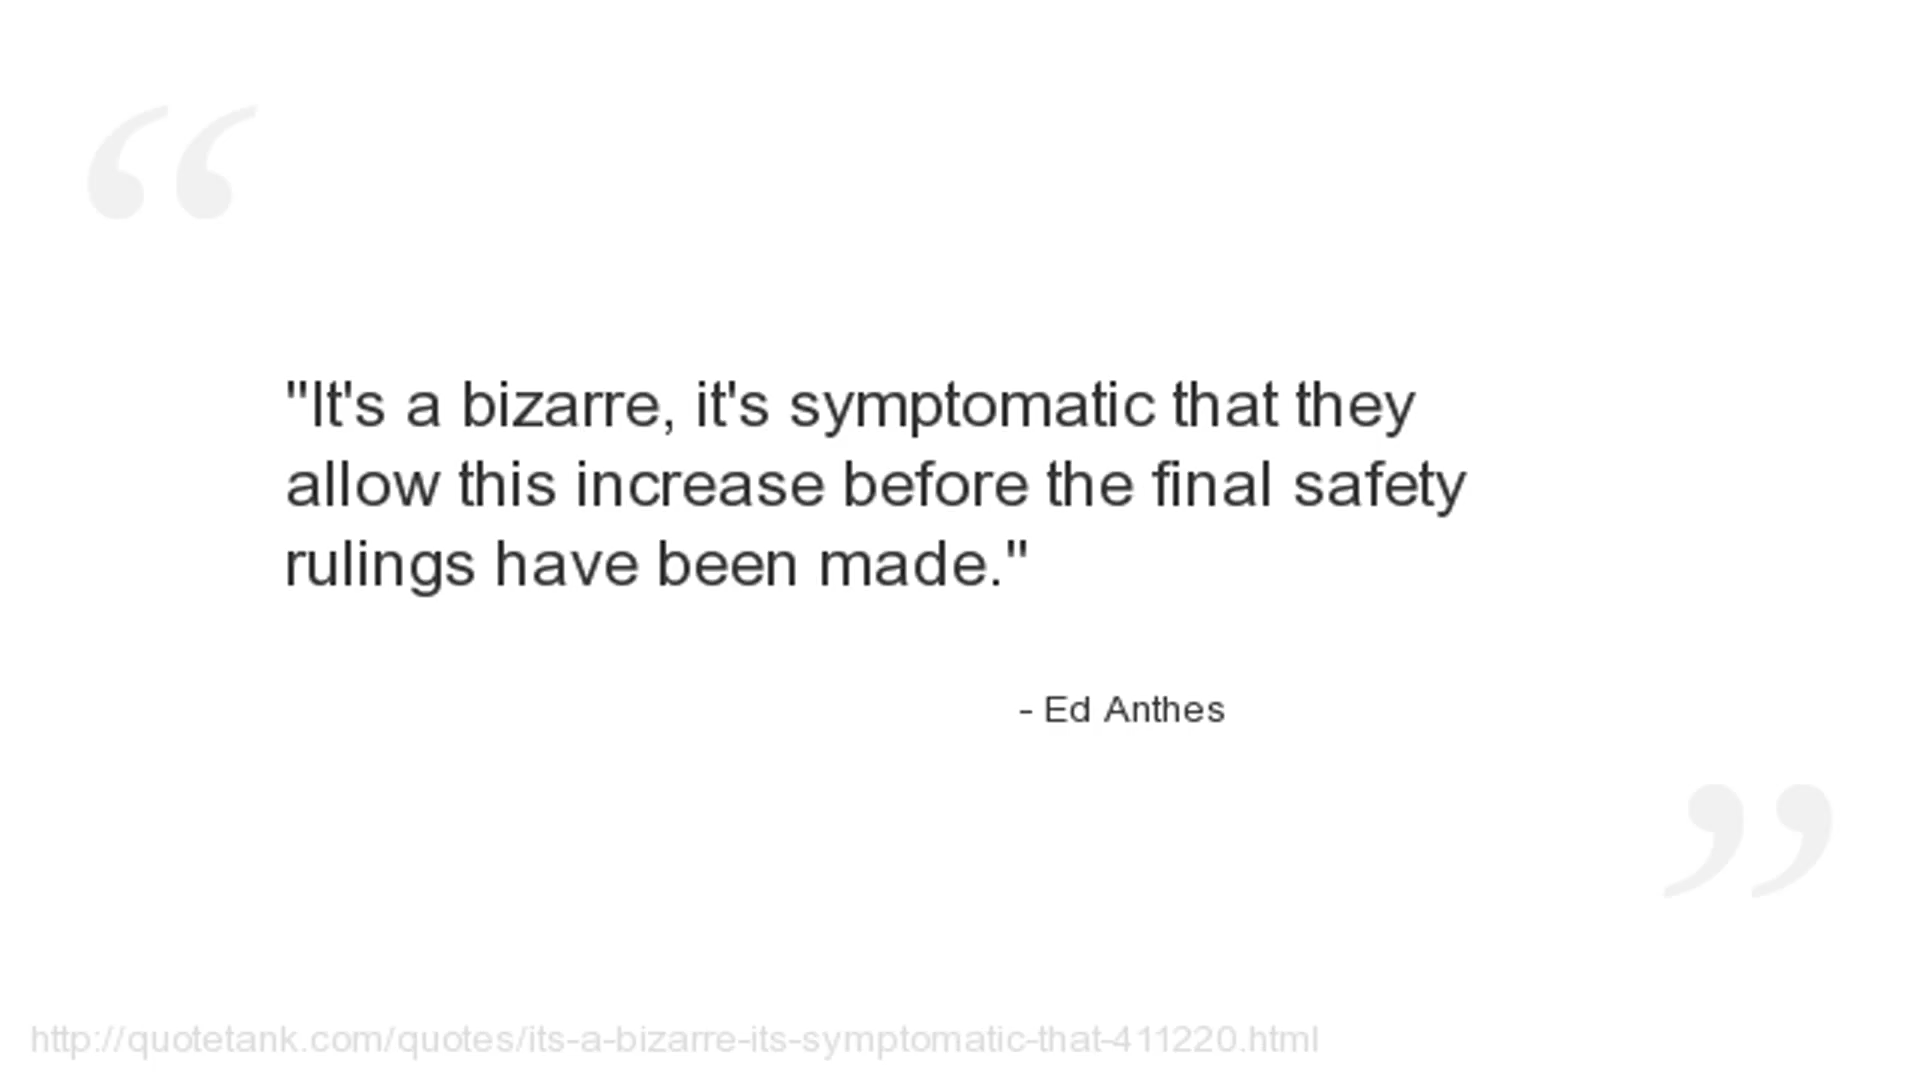 "It's a bizarre, it's symptomatic that they
allow this increase before the final safety
rulings have been made."
- Ed Anthes
http://quotetank.com/quotes/its-a-bizarre-its-symptomatic-that-411220.html